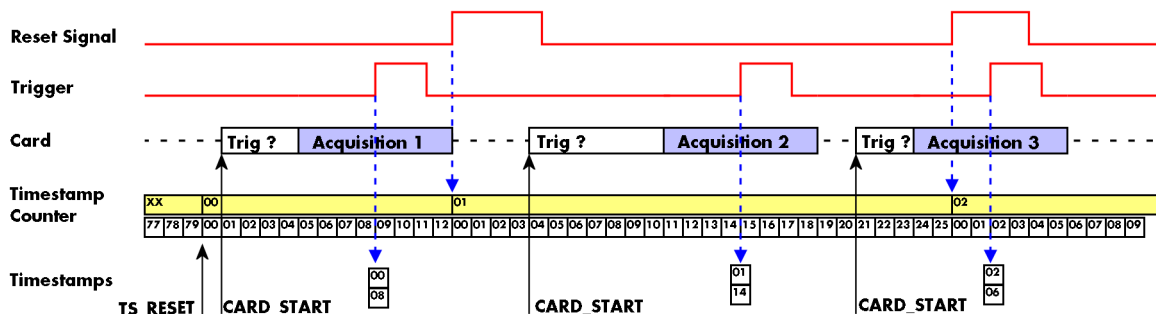 Reset Signal
Trigger
Card
Trig ? Acquisition 1 Trig ? Acquisition 2 Trig ? Acquisition 3
Timestamp
Counter
XX 00 01 02
77 78 79 00 01 02 03 04 05 06 07 08 09 10 11 12 00 01 02 03 04 05 06 07 08 09 10 11 12 13 14 15 16 17 18 19 20 21 22 23 24 25 00 01 02 03 04 05 06 07 08 09
Timestamps
00 01 02
08 14 06
TS_RESET CARD_START CARD_START CARD_START